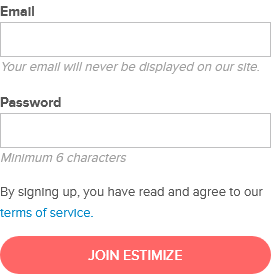 Email
Your email will never be displayed on our site.
Password
Minimum 6 characters
By signing up, you have read and agree to our
terms of service.
JOIN ESTIMIZE